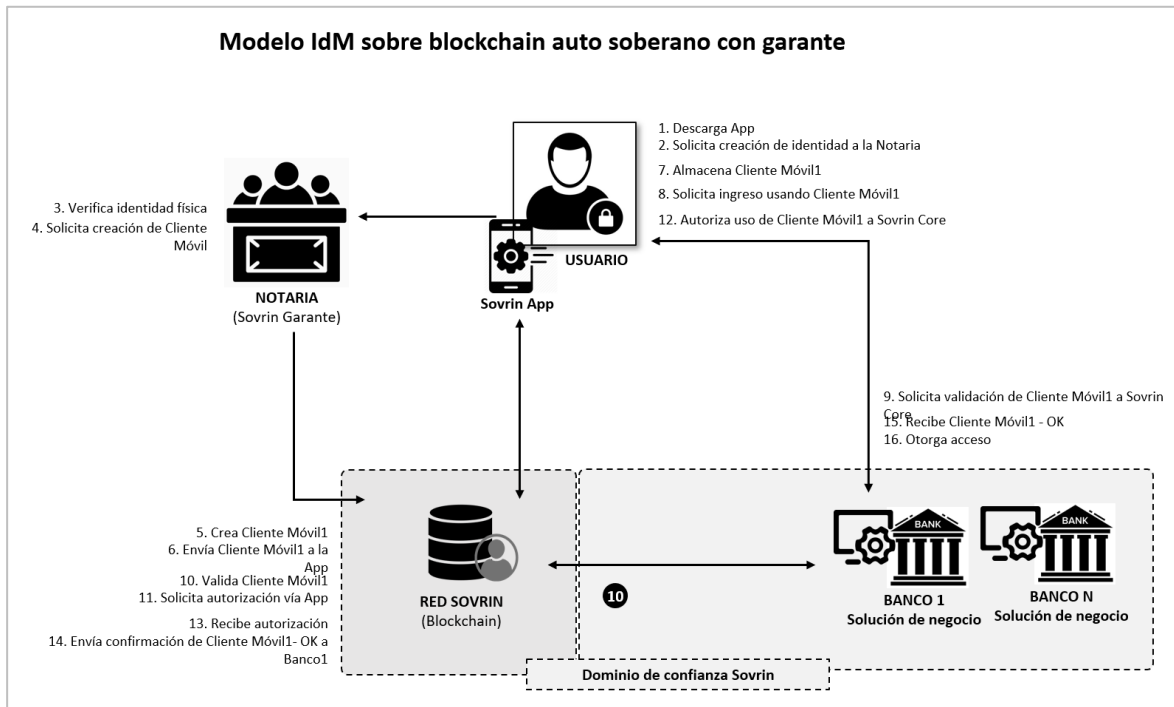 Modelo IdM sobre blockchain auto soberano con garante
1. Descarga App
2. Solicita creación de identidad a la Notaria
7. Almacena Cliente Móvil1
8. Solicita ingreso usando Cliente Móvil1
12. Autoriza uso de Cliente Móvil1 a Sovrin Core
3. Verifica identidad física
4. Solicita creación de Cliente
Móvil
USUARIO
Sovrin App
NOTARIA
(Sovrin Garante)
9. Solicita validación de Cliente Móvil1 a Sovrin
Core
15. Recibe Cliente Móvil1 - OK
16. Otorga acceso
5. Crea Cliente Móvil1
6. Envía Cliente Móvil1 a la
App
10. Valida Cliente Móvil1
11. Solicita autorización vía App
13. Recibe autorización
14. Envía confirmación de Cliente Móvil1- OK a
Banco1
RED SOVRIN
(Blockchain)
10
BANK
BANCO 1
Solución de negocio
BANK
BANCO N
Solución de negocio
Dominio de confianza Sovrin